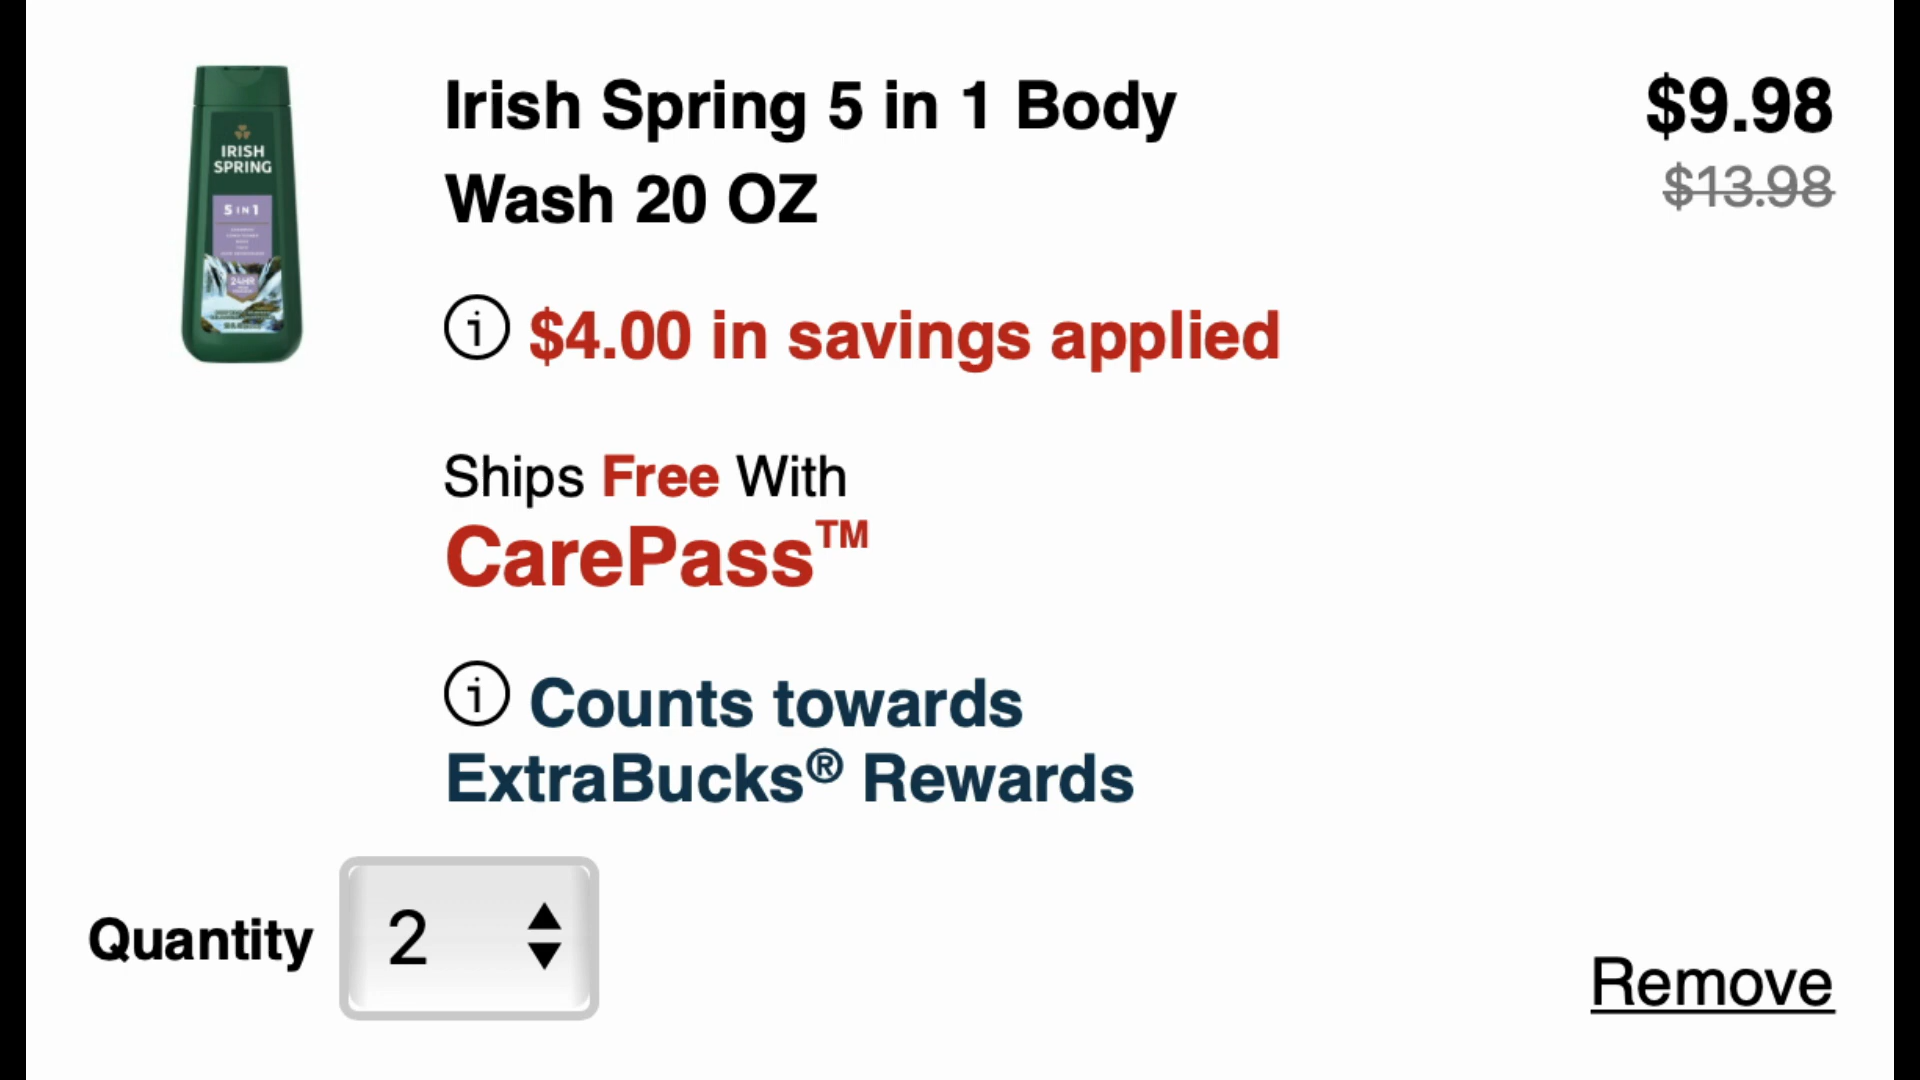 Irish Spring 5 in 1 Body
Wash 20 OZ
$9.98
$13.98
IRISH
SPRING
5 IN 1
24HR
$4.00 in savings applied
Ships Free With
CarePass™
Counts towards
ExtraBucks® Rewards
Quantity
2
Remove